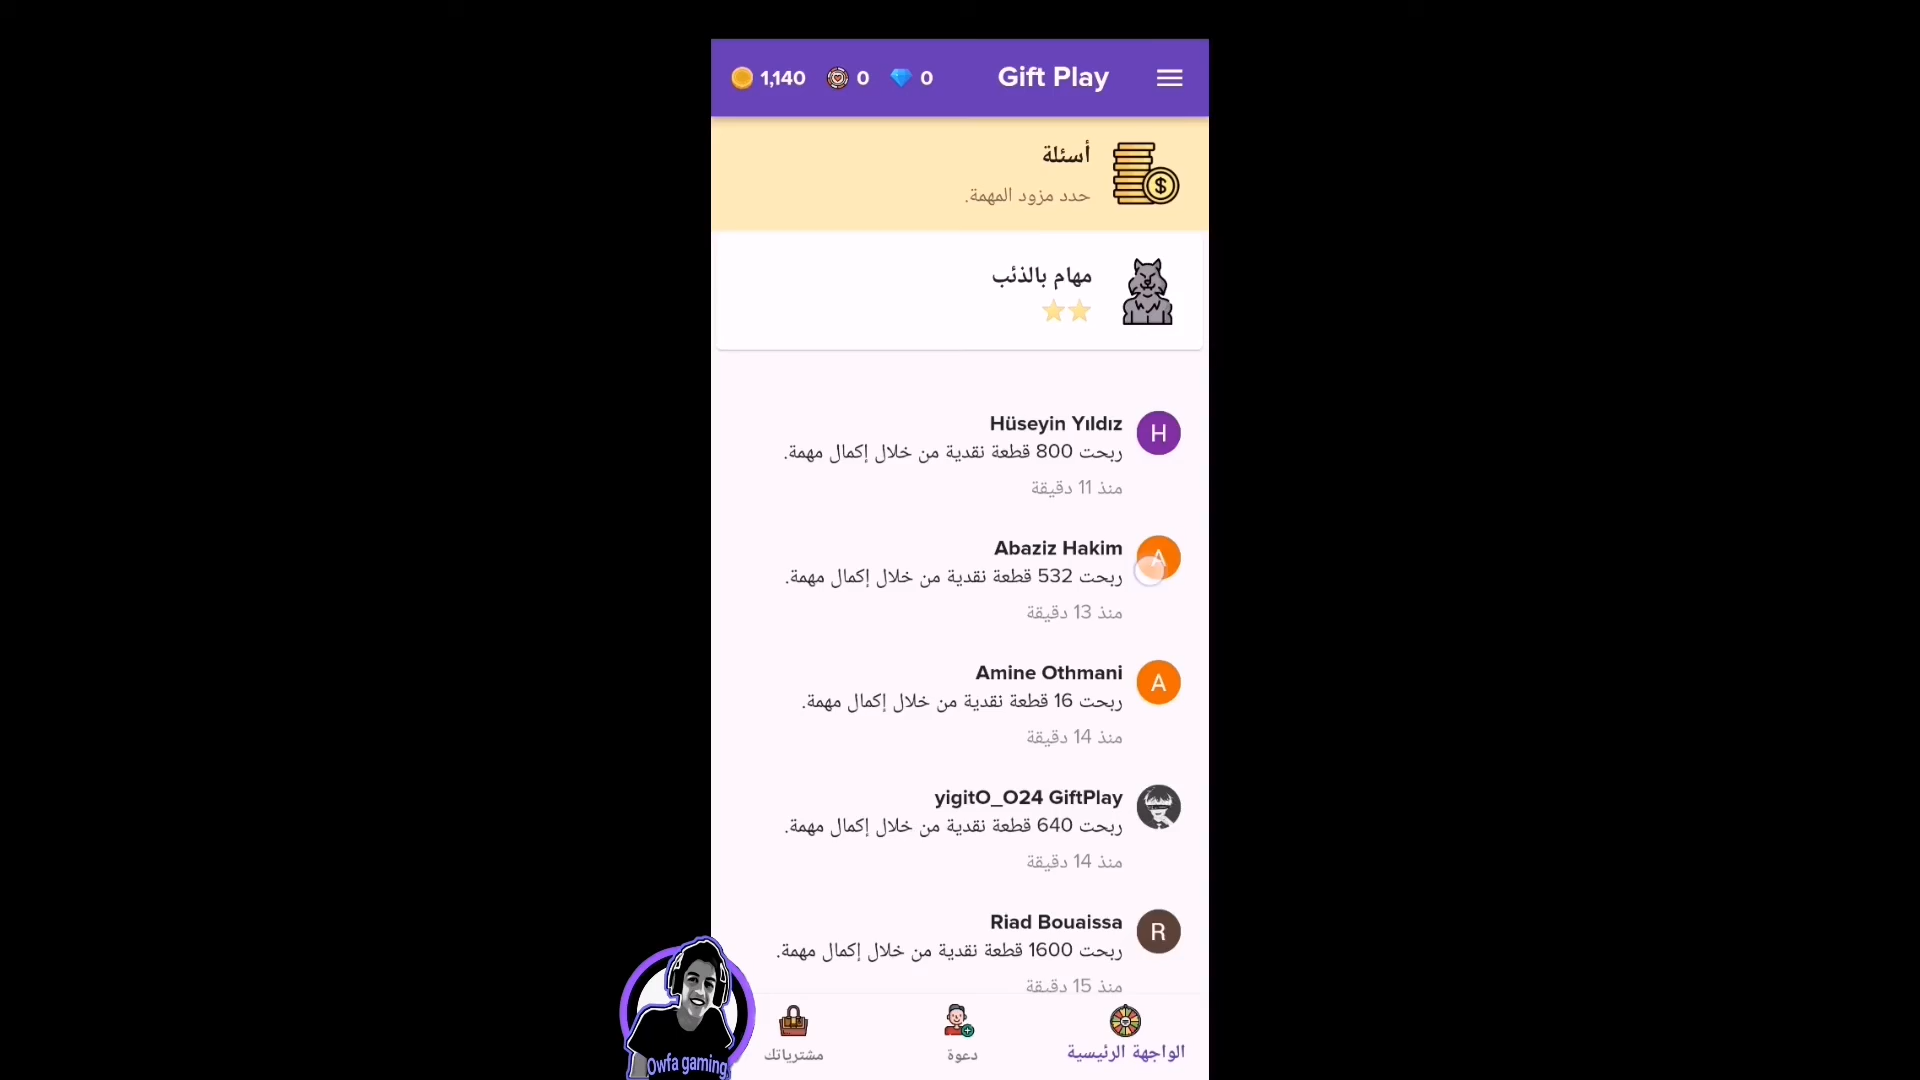 1,140 0 0 Gift Play
أسئلة
حدد مزود المهمة.
مهام بالذئب
Hüseyin Yıldız
H
ربحت 800 قطعة نقدية من خلال إكمال مهمة.
منذ 11 دقيقة
Abaziz Hakim
A
ربحت 532 قطعة نقدية من خلال إكمال مهمة.
منذ 13 دقيقة
Amine Othmani
A
ربحت 16 قطعة نقدية من خلال إكمال مهمة.
منذ 14 دقيقة
yigitO_O24 GiftPlay
ربحت 640 قطعة نقدية من خلال إكمال مهمة.
منذ 14 دقيقة
Riad Bouaissa
R
ربحت 1600 قطعة نقدية من خلال إكمال مهمة.
منذ 15 دقيقة
الواجهة الرئيسية
دعوة
مشترياتك
Owfa gaming